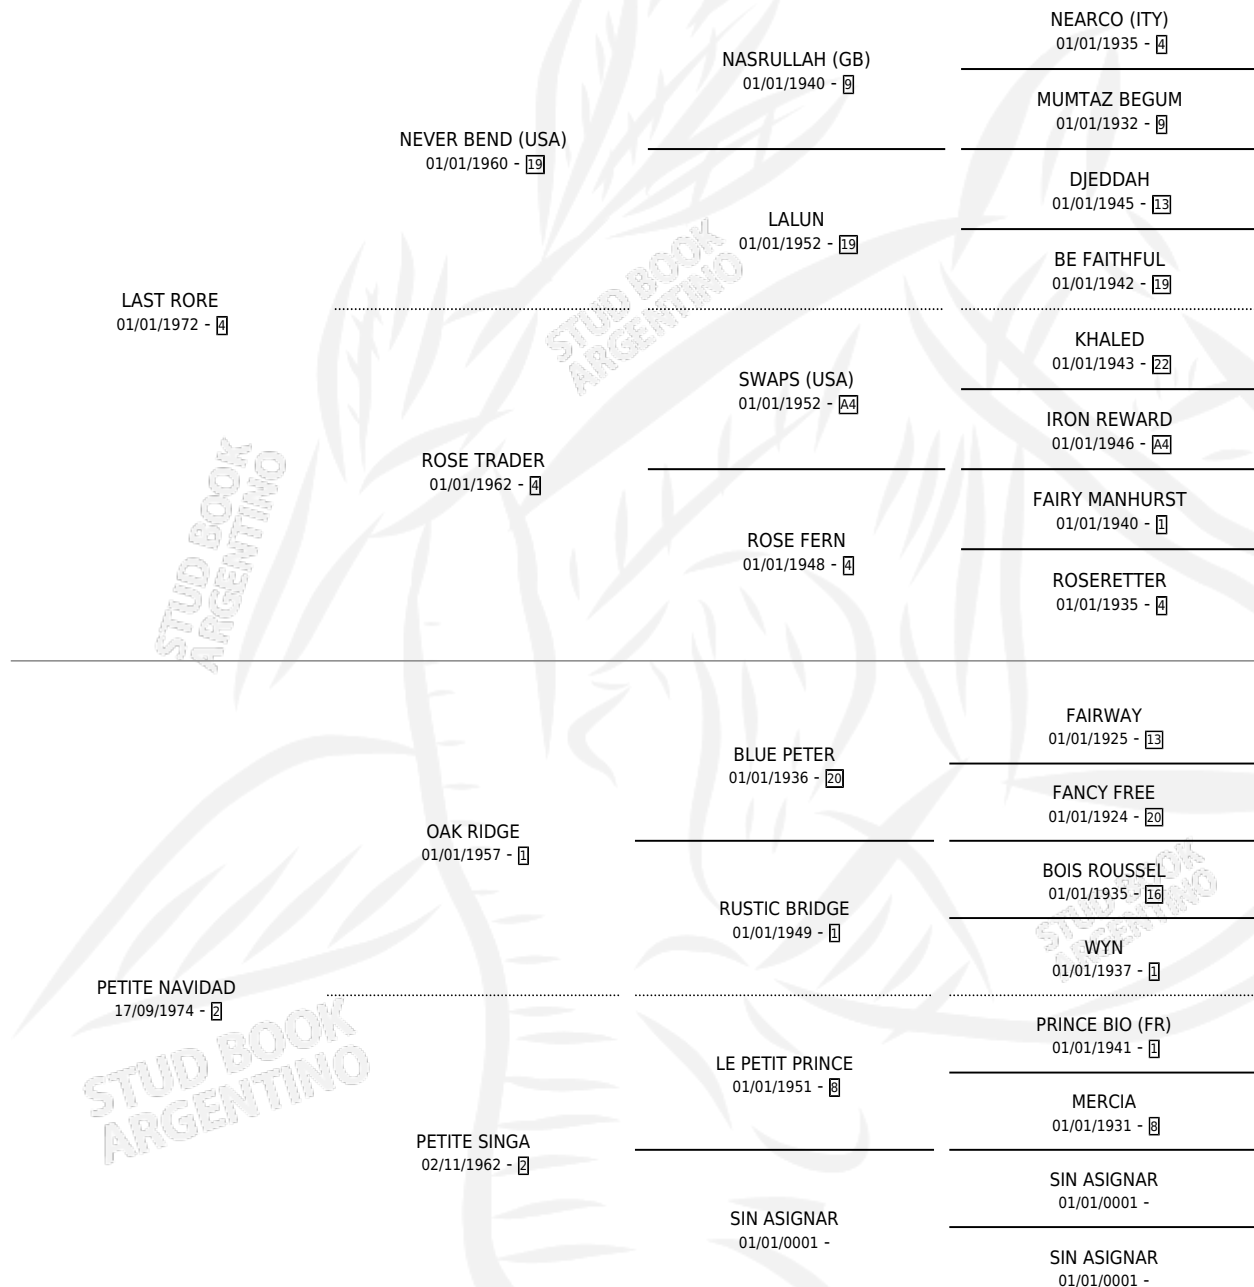 NEARCO (ITY)
01/01/1935 - 4
NASRULLAH (GB)
01/01/1940 - 9
MUMTAZ BEGUM
01/01/1932 - 9
NEVER BEND (USA)
01/01/1960 - 19
DJEDDAH
01/01/1945 - 13
LALUN
01/01/1952 - 19
BE FAITHFUL
01/01/1942 - 19
LAST RORE
01/01/1972 - 4
KHALED
01/01/1943 - 22
SWAPS (USA)
01/01/1952 - A4
IRON REWARD
01/01/1946 - A4
ROSE TRADER
01/01/1962 - 4
FAIRY MANHURST
01/01/1940 - 1
ROSE FERN
01/01/1948 - 4
ROSERETTER
01/01/1935 - 4
FAIRWAY
01/01/1925 - 13
BLUE PETER
01/01/1936 - 20
FANCY FREE
01/01/1924 - 20
OAK RIDGE
01/01/1957 - 1
BOIS ROUSSEL
01/01/1935 - 16
RUSTIC BRIDGE
01/01/1949 - 1
WYN
01/01/1937 - 1
PETITE NAVIDAD
17/09/1974 - 2
PRINCE BIO (FR)
01/01/1941 - 1
LE PETIT PRINCE
01/01/1951 - 8
MERCIA
01/01/1931 - 8
PETITE SINGA
02/11/1962 - 2
SIN ASIGNAR
01/01/0001 -
SIN ASIGNAR
01/01/0001 -
SIN ASIGNAR
01/01/0001 -
STUD BOOK
ARGENTINO
STUD BOOK
ARGENTINO
STUD BOOK
ARGENTINO
STUD BOOK
ARGENTINO